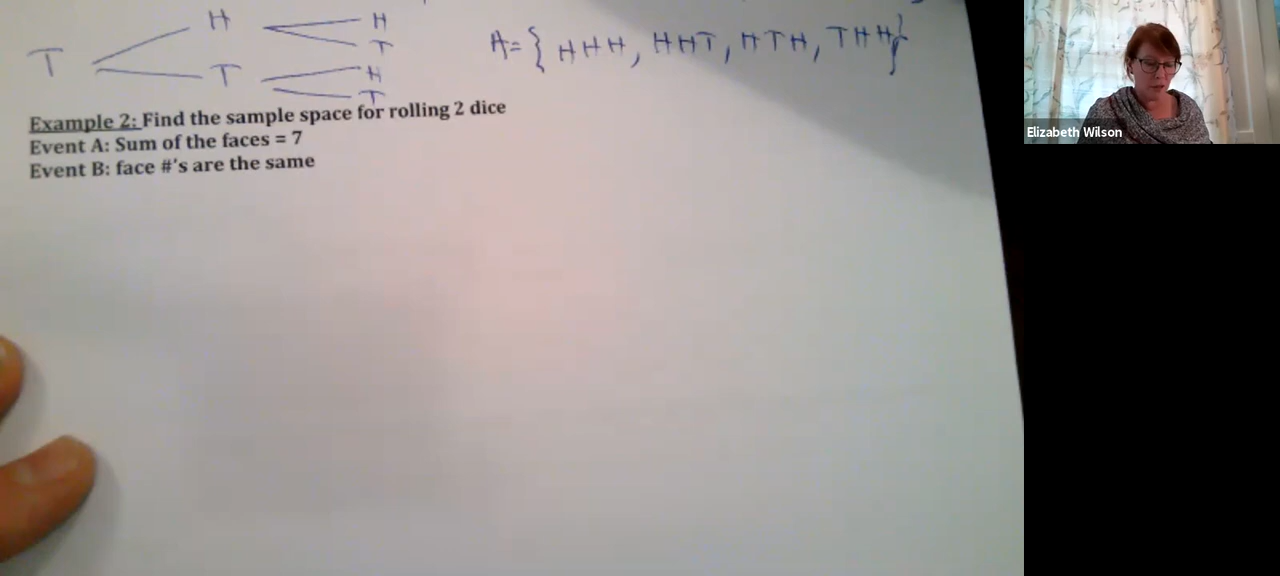 H H
T
T T H
T
A = { HHH, HHT, HTH, THH }
Example 2: Find the sample space for rolling 2 dice
Event A: Sum of the faces = 7
Event B: face #'s are the same
Elizabeth Wilson